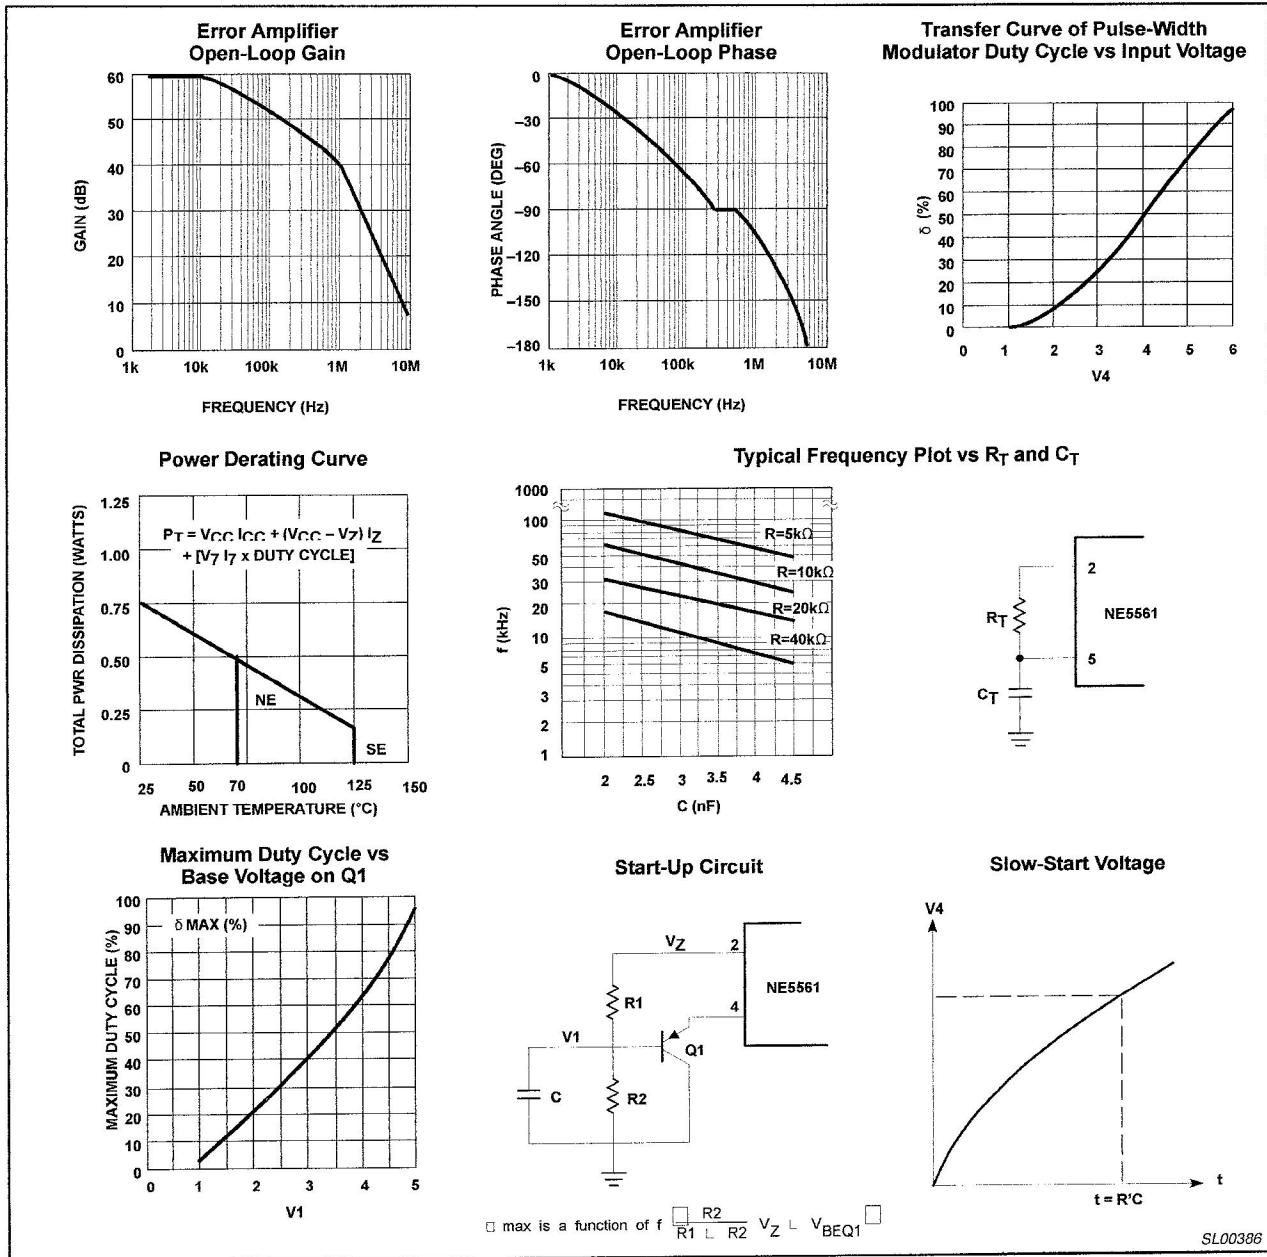 Error Amplifier
Open-Loop Gain
60
50
40
30
20
10
0
GAIN (dB)
1k 10k 100k 1M 10M
FREQUENCY (Hz)
Error Amplifier
Open-Loop Phase
0
–30
–60
–90
–120
–150
–180
PHASE ANGLE (DEG)
1k 10k 100k 1M 10M
FREQUENCY (Hz)
Transfer Curve of Pulse-Width
Modulator Duty Cycle vs Input Voltage
100
90
80
70
60
50
40
30
20
10
0
δ (%)
0 1 2 3 4 5 6
V4
Power Derating Curve
1.25
1.00
0.75
0.50
0.25
0
TOTAL PWR DISSIPATION (WATTS)
PT = VCC ICC + (VCC – VZ) IZ
+ [V7 I7 x DUTY CYCLE]
NE
SE
25 50 70 100 125 150
AMBIENT TEMPERATURE (°C)
Typical Frequency Plot vs RT and CT
1000
100
50
30
20
10
5
3
2
1
f (kHz)
R=5kΩ
R=10kΩ
R=20kΩ
R=40kΩ
2 2.5 3 3.5 4 4.5
C (nF)
2
RT
NE5561
5
CT
Maximum Duty Cycle vs
Base Voltage on Q1
100
90
80
70
60
50
40
30
20
10
0
MAXIMUM DUTY CYCLE (%)
δ MAX (%)
0 1 2 3 4 5
V1
Start-Up Circuit
VZ
2
NE5561
R1
4
V1
Q1
C
R2
□ max is a function of f □ R2 / R1 ∟ R2 VZ ∟ VBEQ1 □
Slow-Start Voltage
V4
t
t = R'C
SL00386